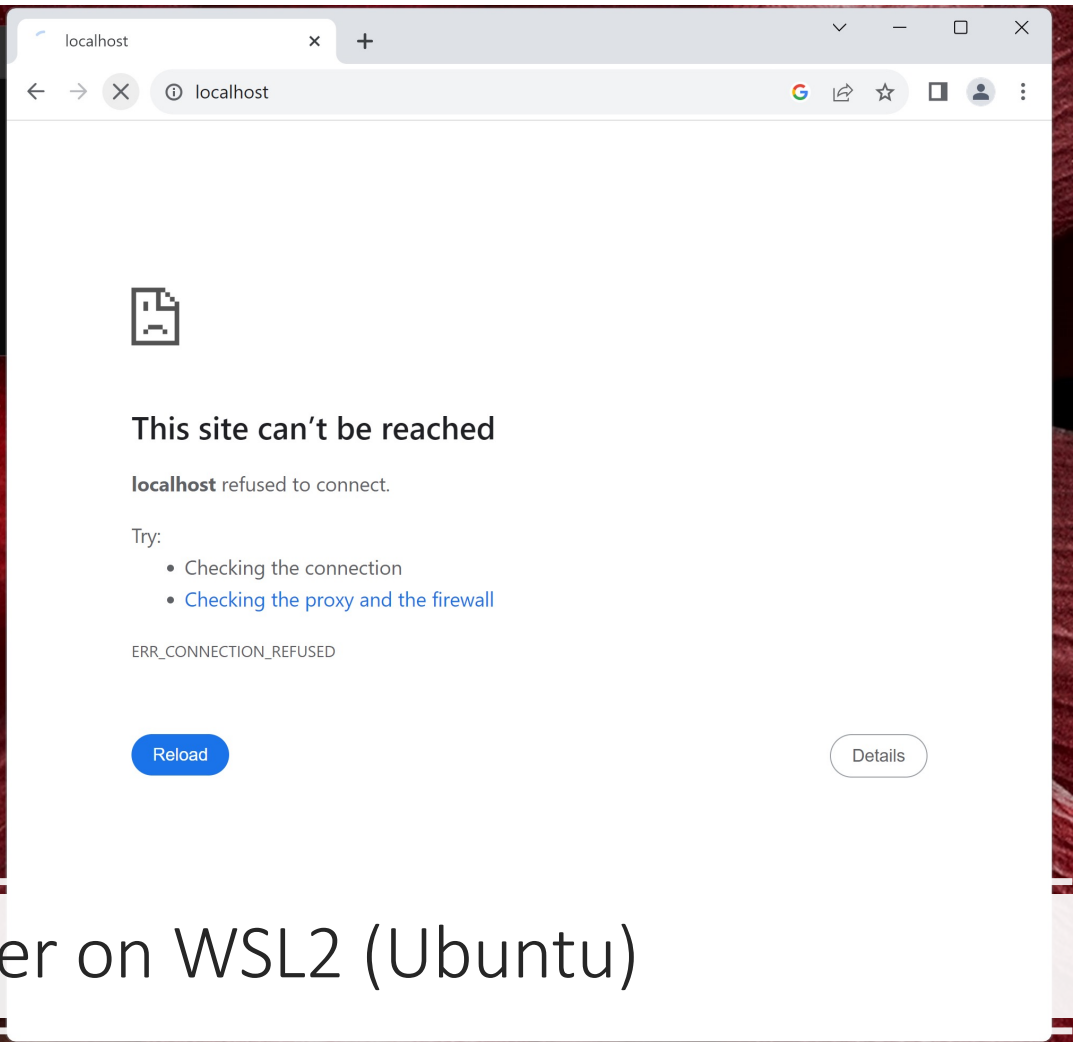 localhost
localhost
This site can’t be reached
localhost refused to connect.
Try:
• Checking the connection
• Checking the proxy and the firewall
ERR_CONNECTION_REFUSED
Reload
Details
er on WSL2 (Ubuntu)